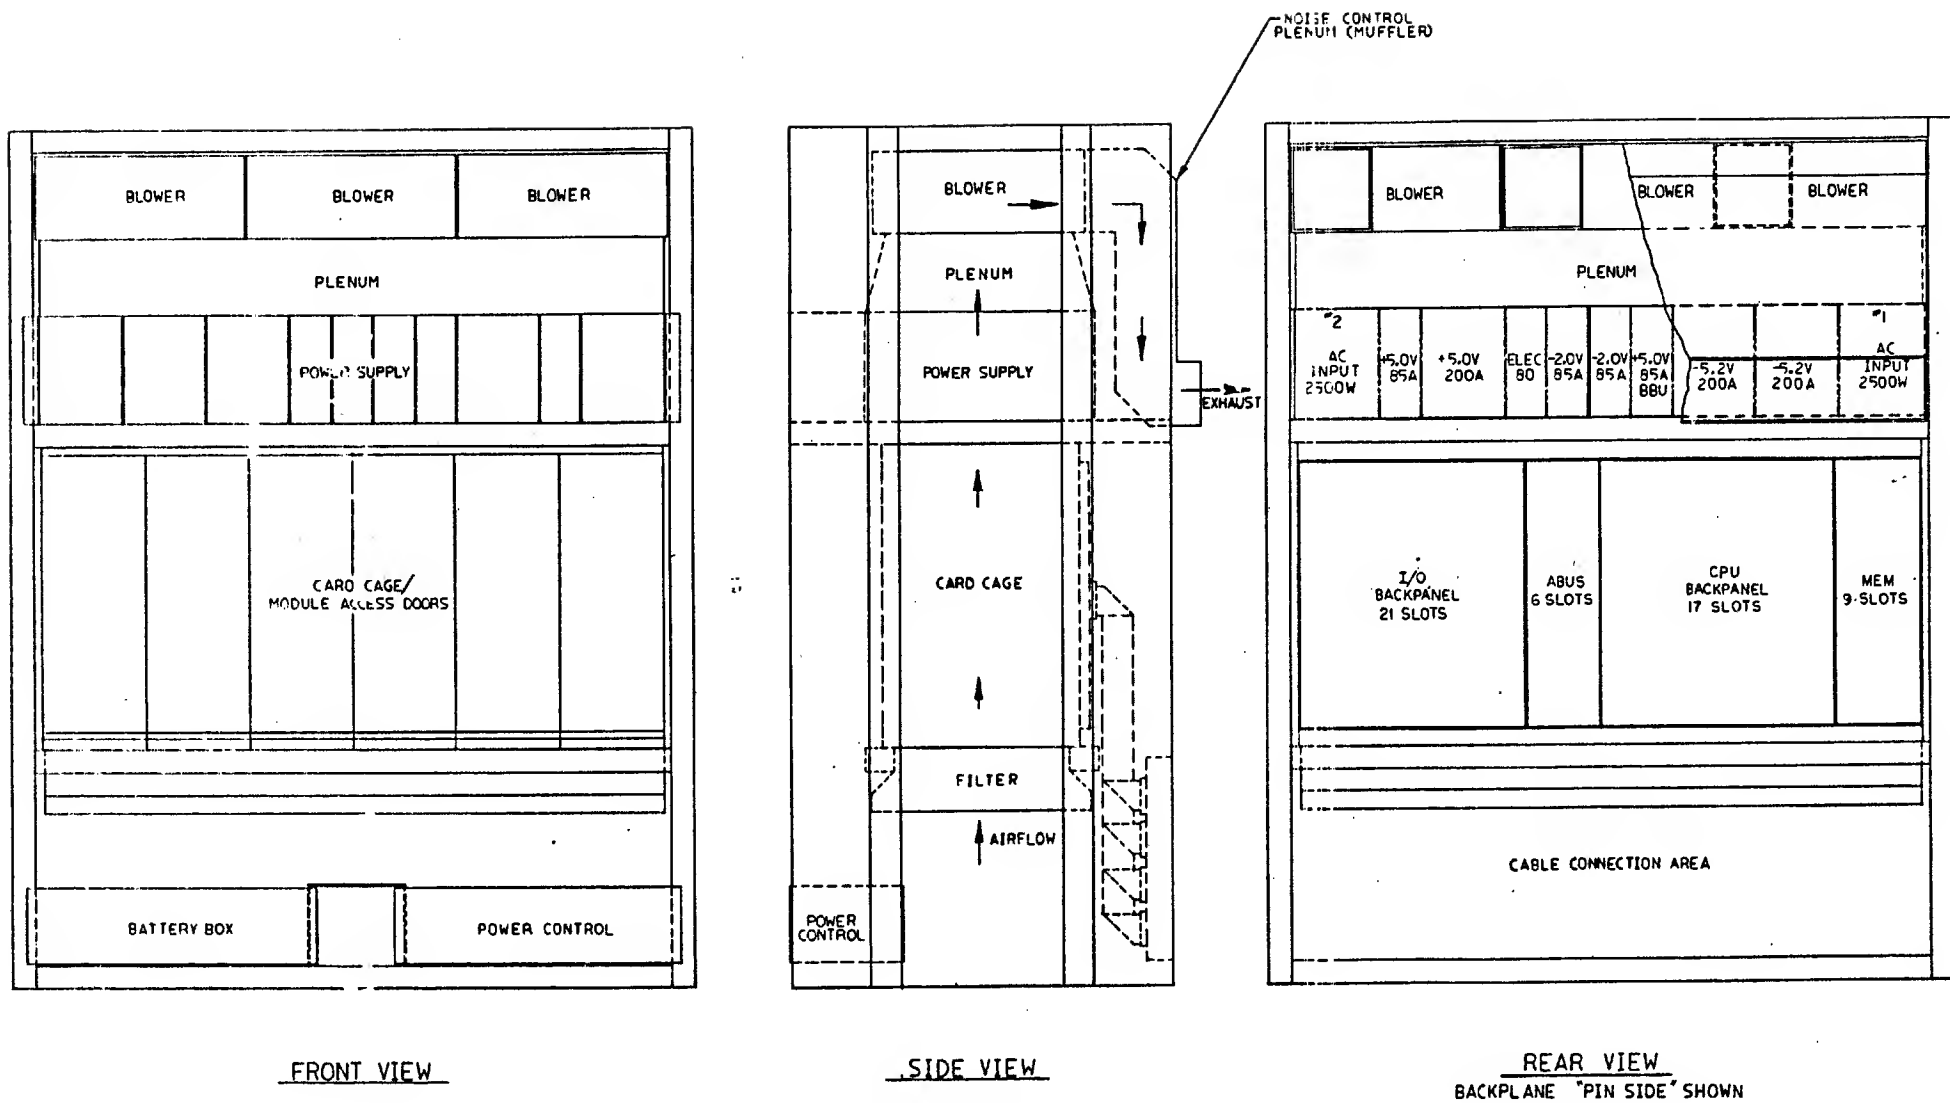 NOISE CONTROL
PLENUM (MUFFLER)
BLOWER
BLOWER
BLOWER
PLENUM
POWER SUPPLY
CARD CAGE/
MODULE ACCESS DOORS
BATTERY BOX
POWER CONTROL
FRONT VIEW
BLOWER
PLENUM
POWER SUPPLY
EXHAUST
CARD CAGE
FILTER
AIRFLOW
POWER
CONTROL
SIDE VIEW
BLOWER
BLOWER
BLOWER
PLENUM
#2
AC
INPUT
2500W
+5.0V
85A
+5.0V
200A
ELEC
80
-2.0V
85A
-2.0V
85A
+5.0V
85A
BBU
-5.2V
200A
-5.2V
200A
#1
AC
INPUT
2500W
I/O
BACKPANEL
21 SLOTS
ABUS
6 SLOTS
CPU
BACKPANEL
17 SLOTS
MEM
9 SLOTS
CABLE CONNECTION AREA
REAR VIEW
BACKPLANE "PIN SIDE" SHOWN